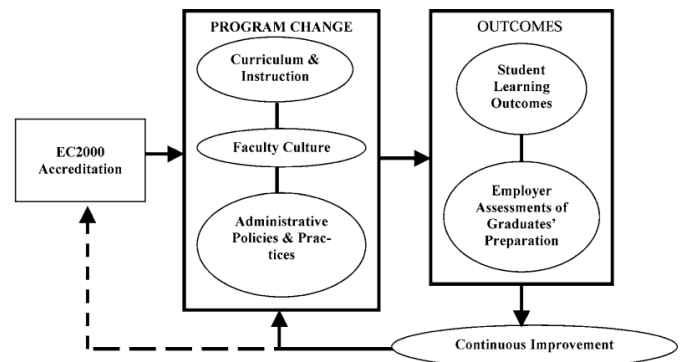 EC2000
Accreditation
PROGRAM CHANGE
Curriculum &
Instruction
Faculty Culture
Administrative
Policies & Prac-
tices
OUTCOMES
Student
Learning
Outcomes
Employer
Assessments of
Graduates’
Preparation
Continuous Improvement